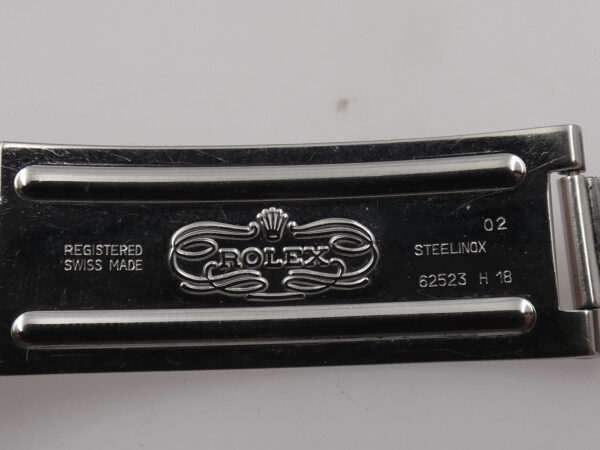 REGISTERED
SWISS MADE
ROLEX
02
STEELINOX
62523 H 18